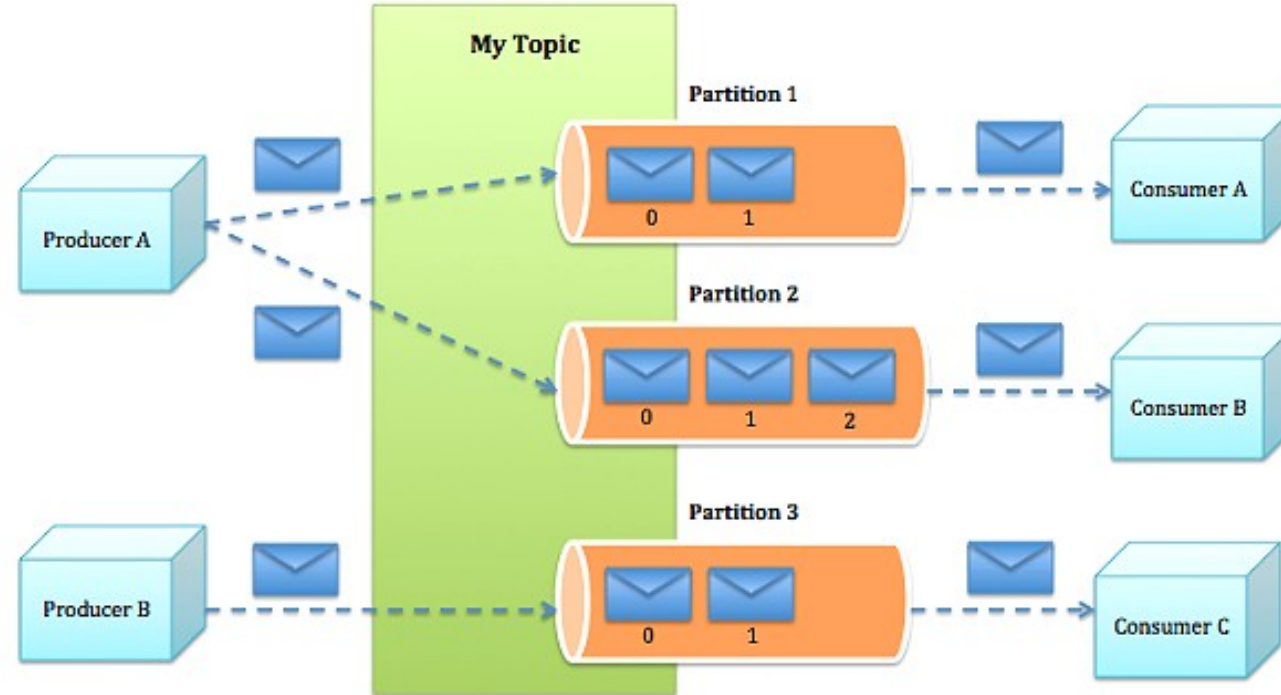 My Topic
Partition 1
Producer A
0 1
Consumer A
Partition 2
0 1 2
Consumer B
Partition 3
Producer B
0 1
Consumer C